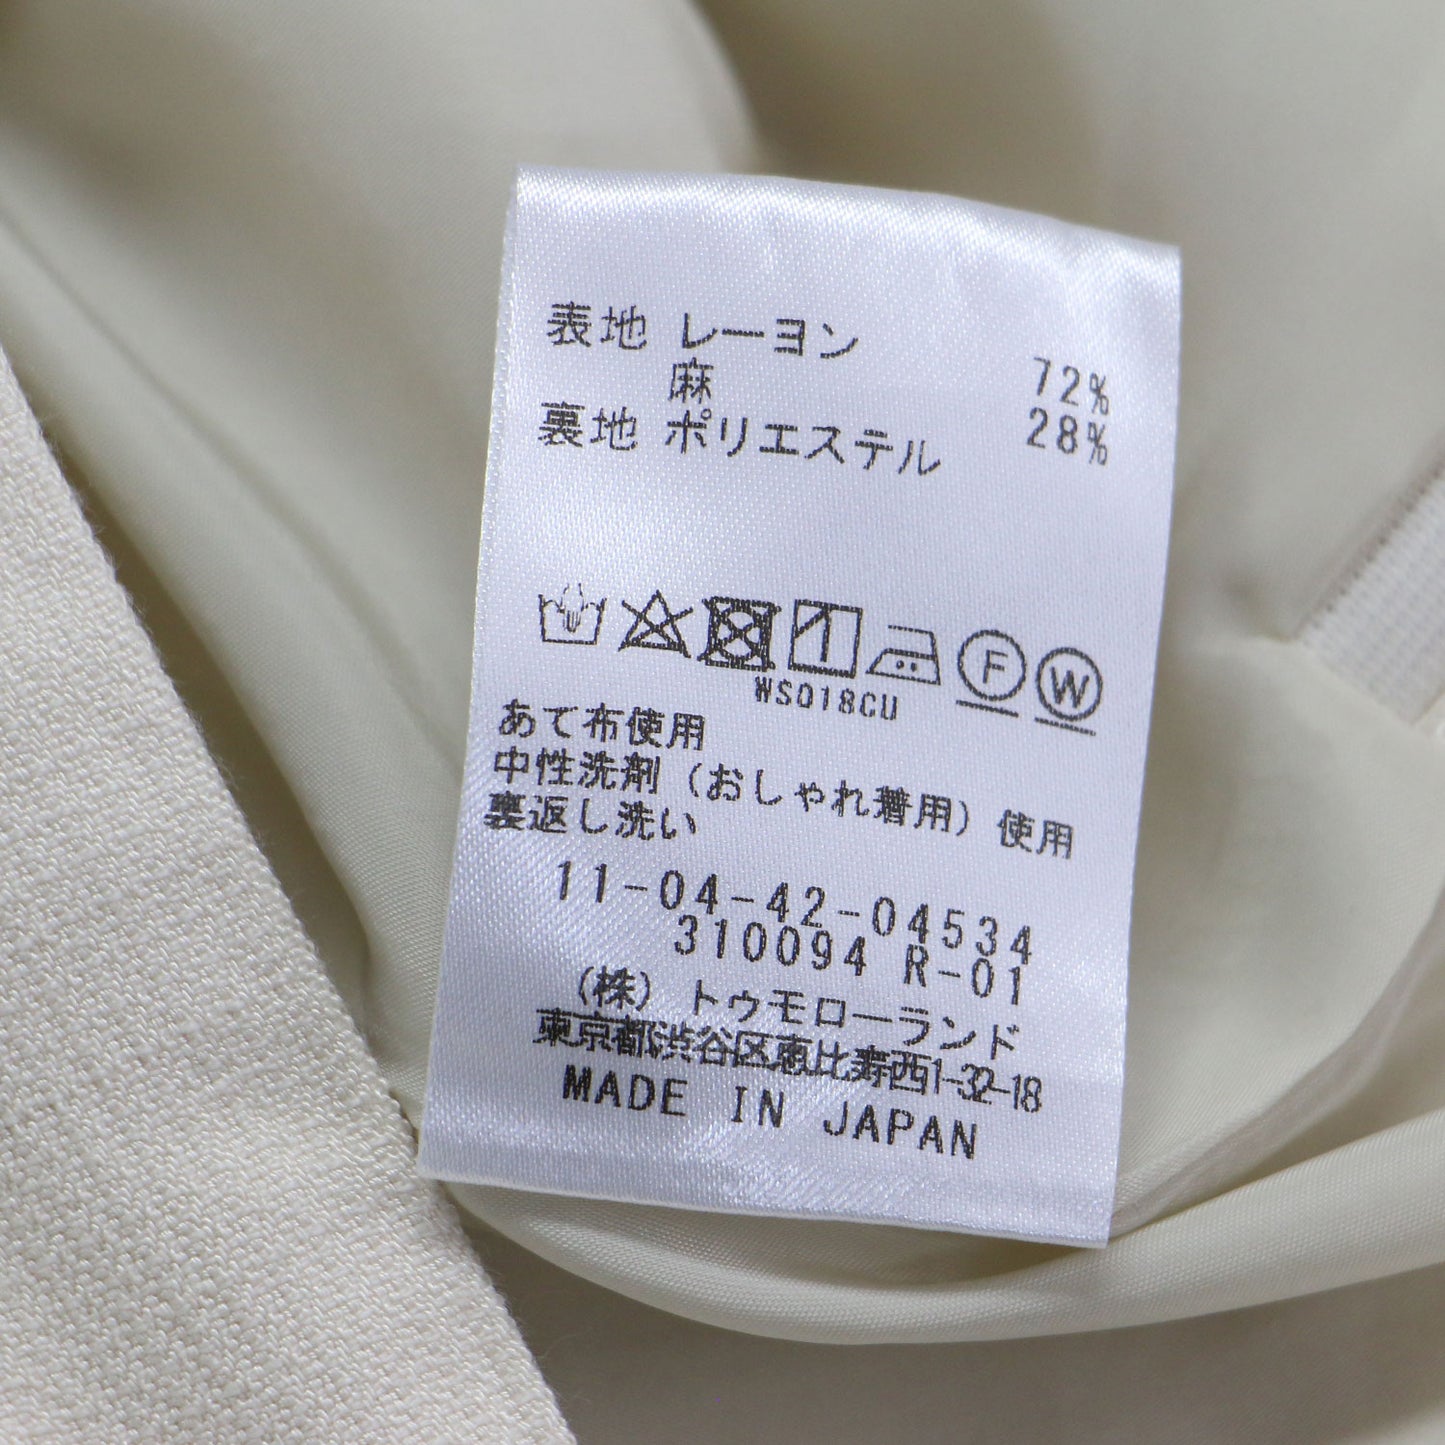 表地 レーヨン 72%
麻 28%
裏地 ポリエステル
F W
WS018CU
あて布使用
中性洗剤（おしゃれ着用）使用
裏返し洗い
11-04-42-04534
310094 R-01
（株）トゥモローランド
東京都渋谷区恵比寿西1-32-18
MADE IN JAPAN